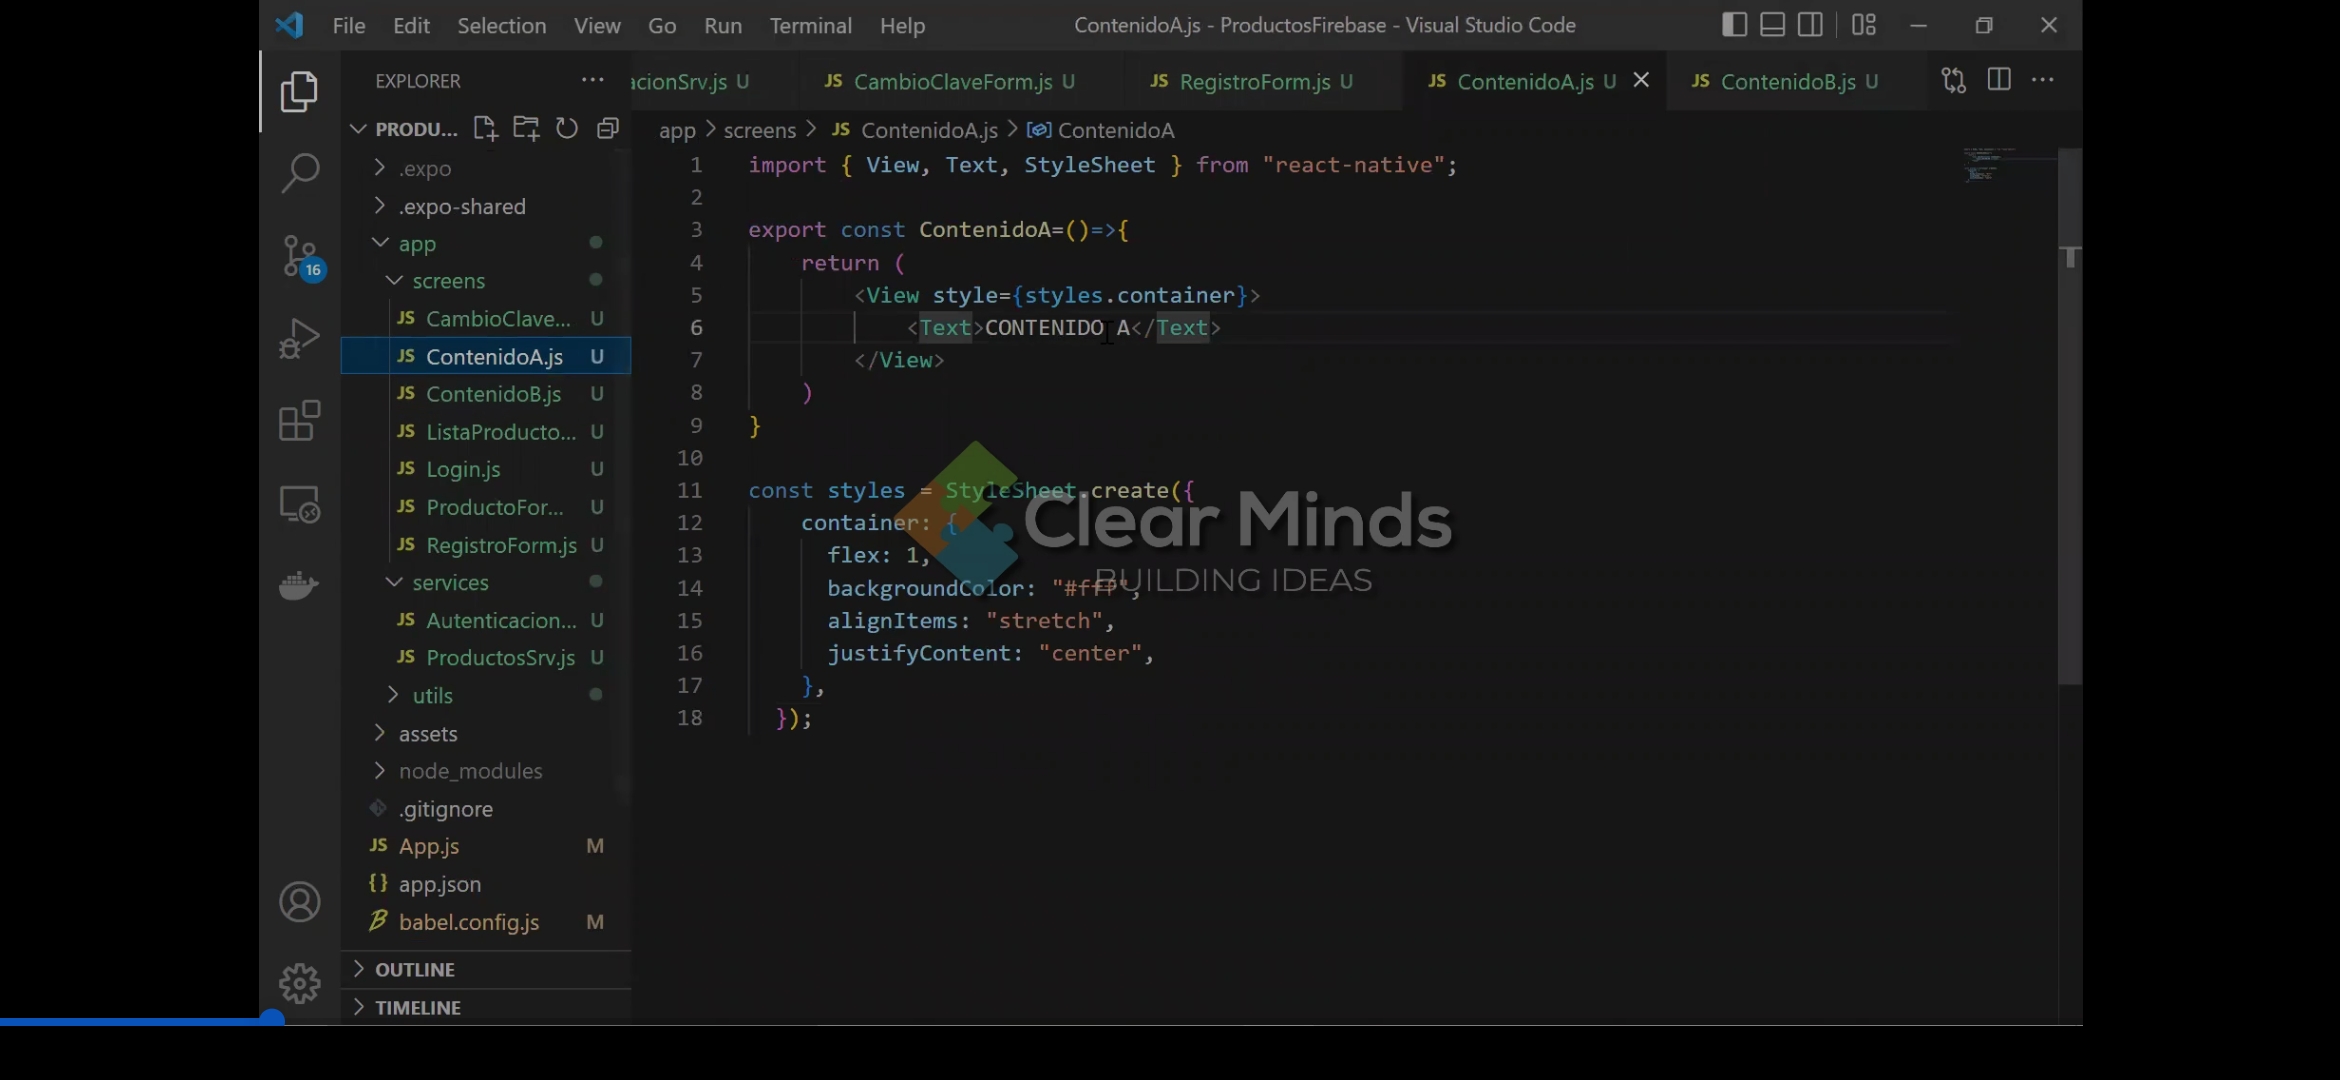 File Edit Selection View Go Run Terminal Help
ContenidoA.js - ProductosFirebase - Visual Studio Code
EXPLORER
acionSrv.js U
JS CambioClaveForm.js U
JS RegistroForm.js U
JS ContenidoA.js U
JS ContenidoB.js U
PRODU...
app > screens > JS ContenidoA.js > ContenidoA
.expo
.expo-shared
app
screens
JS CambioClave... U
JS ContenidoA.js U
JS ContenidoB.js U
JS ListaProducto... U
JS Login.js U
JS ProductoFor... U
JS RegistroForm.js U
services
JS Autenticacion... U
JS ProductosSrv.js U
utils
assets
node_modules
.gitignore
JS App.js M
{} app.json
babel.config.js M
OUTLINE
TIMELINE
16
1 import { View, Text, StyleSheet } from "react-native";
2
3 export const ContenidoA=()=>{
4 return (
5 <View style={styles.container}>
6 <Text>CONTENIDO A</Text>
7 </View>
8 )
9 }
10
11 const styles = StyleSheet.create({
12 container: {
13 flex: 1,
14 backgroundColor: "#fff",
15 alignItems: "stretch",
16 justifyContent: "center",
17 },
18 });
Clear Minds
BUILDING IDEAS